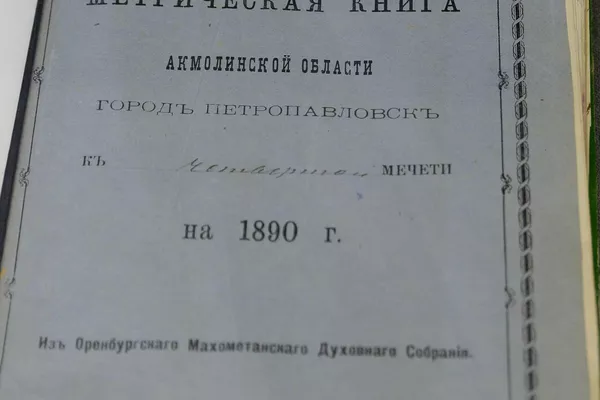 МЕТРИЧЕСКАЯ КНИГА
АКМОЛИНСКОЙ ОБЛАСТИ
ГОРОДЪ ПЕТРОПАВЛОВСКЪ
КЪ четвертой МЕЧЕТИ
на 1890 г.
Изъ Оренбургскаго Махометанскаго Духовнаго Собранія.